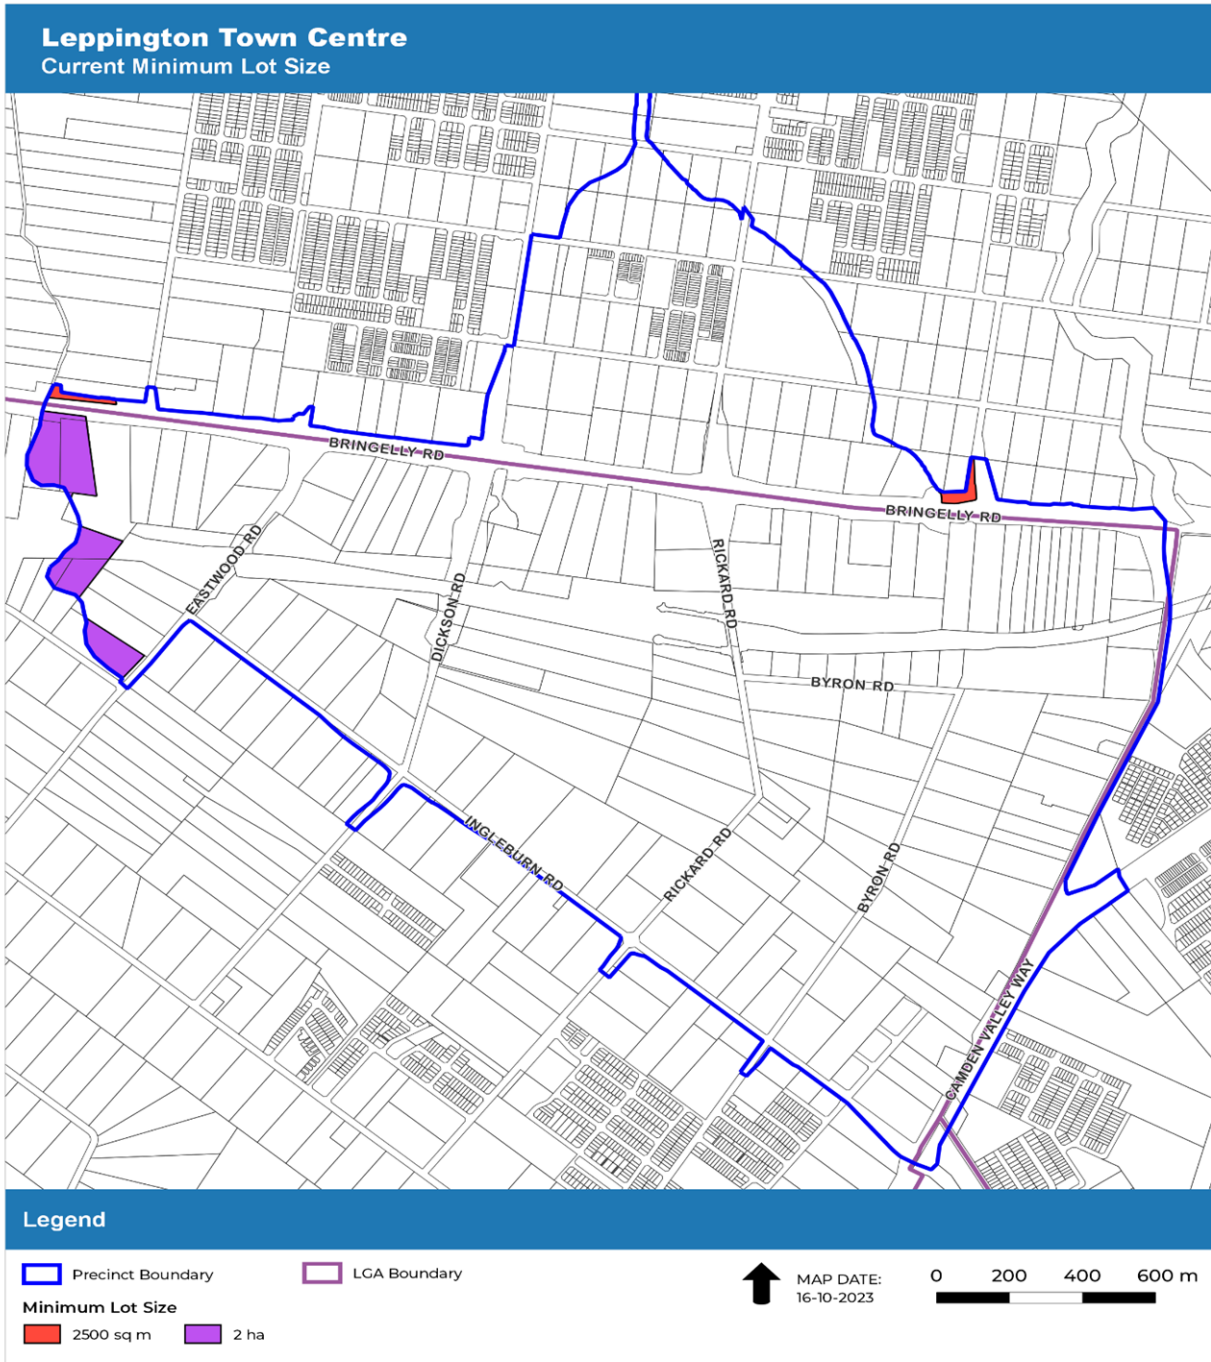 Leppington Town Centre
Current Minimum Lot Size
BRINGELLY RD
BRINGELLY RD
EASTWOOD RD
DICKSON RD
RICKARD RD
BYRON RD
INGLEBURN RD
RICKARD RD
BYRON RD
CAMDEN VALLEY WAY
Legend
Precinct Boundary
LGA Boundary
Minimum Lot Size
2500 sq m
2 ha
MAP DATE:
16-10-2023
0 200 400 600 m